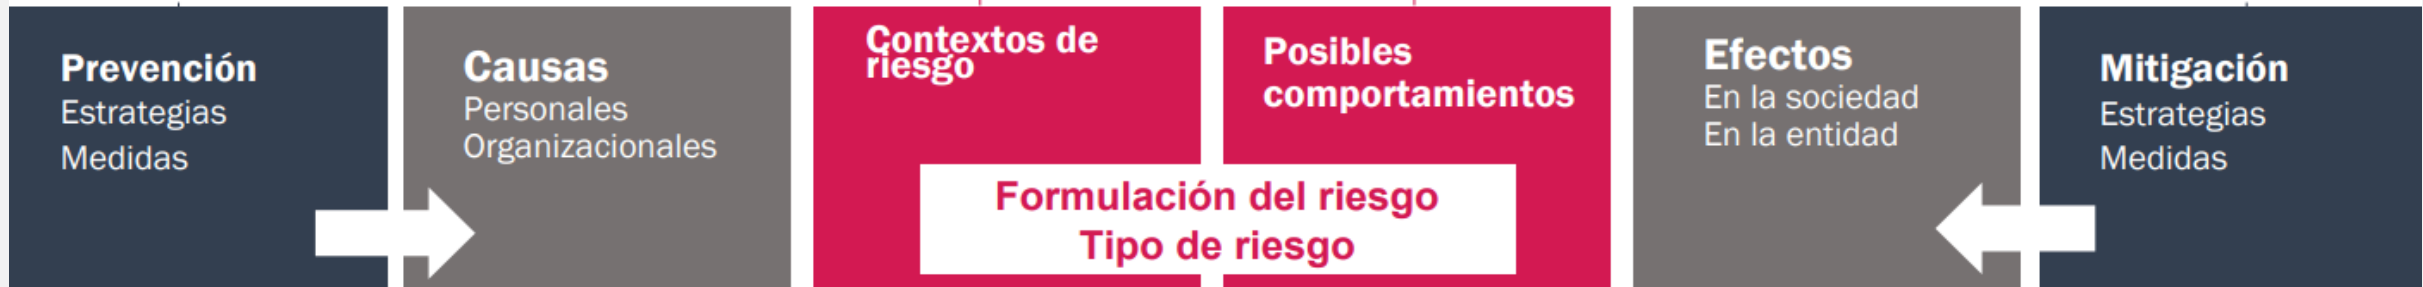 Prevención
Estrategias
Medidas
Causas
Personales
Organizacionales
Contextos de
riesgo
Posibles
comportamientos
Formulación del riesgo
Tipo de riesgo
Efectos
En la sociedad
En la entidad
Mitigación
Estrategias
Medidas